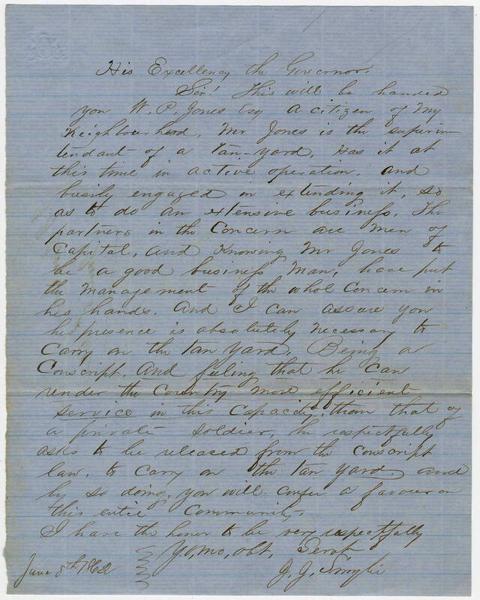 His Excellency the Governor.
Sir! This will be handed
you W. P. Jones Esq a citizen of my
Neighbourhood, Mr Jones is the superin-
tendant of a Tan-yard, has it at
this time in active operation, and
busily engaged in extending it, so
as to do an extensive business. The
partners in the Concern are Men of
Capital, And Knowing Mr Jones to
be a good business Man, have put
the management of the whol Concern in
his hands. And I can assure you
his presence is absolutely necessary to
Carry on the tan yard. Being a
Conscript, And feeling that he Can
render the Country more efficient
service in this Capacity, than that of
a private soldier, he respectfully
asks to be released from the conscript
law, to Carry on the tan yard and
by so doing, you will confer a favour on
this entire Community.
I have the honor to be very respectfully
Yo, mo, obt, Servt
June 8th 1862 J. J.